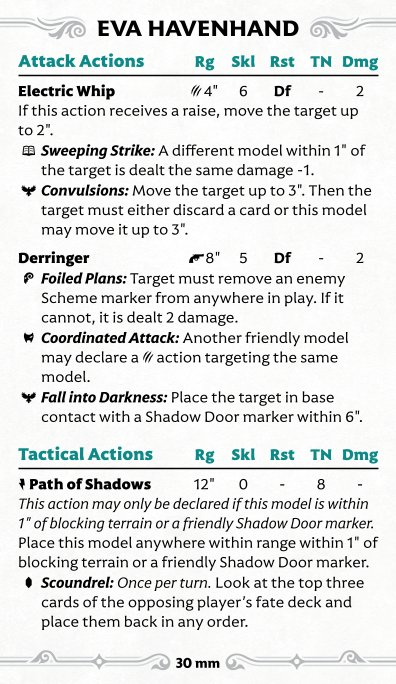 EVA HAVENHAND
Attack Actions Rg Skl Rst TN Dmg
Electric Whip 4" 6 Df - 2
If this action receives a raise, move the target up
to 2".
Sweeping Strike: A different model within 1" of
the target is dealt the same damage -1.
Convulsions: Move the target up to 3". Then the
target must either discard a card or this model
may move it up to 3".
Derringer 8" 5 Df - 2
Foiled Plans: Target must remove an enemy
Scheme marker from anywhere in play. If it
cannot, it is dealt 2 damage.
Coordinated Attack: Another friendly model
may declare a action targeting the same
model.
Fall into Darkness: Place the target in base
contact with a Shadow Door marker within 6".
Tactical Actions Rg Skl Rst TN Dmg
Path of Shadows 12" 0 - 8 -
This action may only be declared if this model is within
1" of blocking terrain or a friendly Shadow Door marker.
Place this model anywhere within range within 1" of
blocking terrain or a friendly Shadow Door marker.
Scoundrel: Once per turn. Look at the top three
cards of the opposing player's fate deck and
place them back in any order.
30 mm